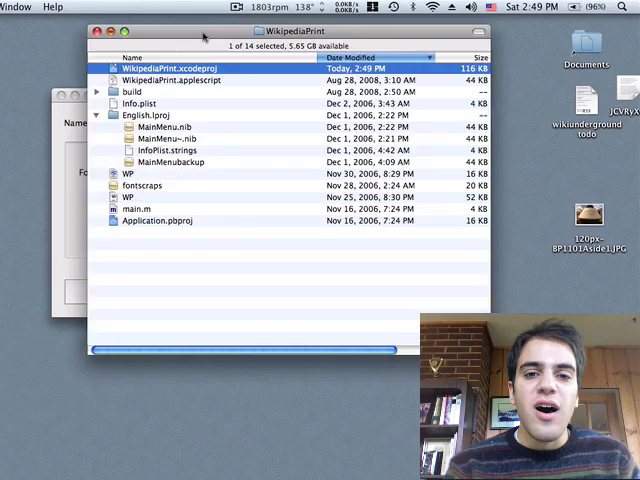 Window Help 1803rpm 138° 0.0KB/s 0.0KB/s Sat 2:49 PM (96%)
WikipediaPrint
1 of 14 selected, 5.65 GB available
Name Date Modified Size
WikipediaPrint.xcodeproj Today, 2:49 PM 116 KB
WikipediaPrint.applescript Aug 28, 2008, 3:10 AM 44 KB
build Aug 28, 2008, 2:50 AM --
Info.plist Dec 2, 2006, 3:43 AM 4 KB
English.lproj Dec 1, 2006, 2:22 PM --
MainMenu.nib Dec 1, 2006, 2:22 PM 44 KB
MainMenu~.nib Dec 1, 2006, 2:22 PM 44 KB
InfoPlist.strings Dec 1, 2006, 4:42 AM 4 KB
MainMenubackup Dec 1, 2006, 4:09 AM 44 KB
WP Nov 30, 2006, 8:29 PM 16 KB
fontscraps Nov 28, 2006, 2:24 AM 20 KB
WP Nov 25, 2006, 8:30 PM 52 KB
main.m Nov 16, 2006, 7:24 PM 4 KB
Application.pbproj Nov 16, 2006, 7:24 PM 16 KB
Name
Fo
Documents
JCVRyX
wikiunderground
todo
120px-
BP1101Aside1.JPG